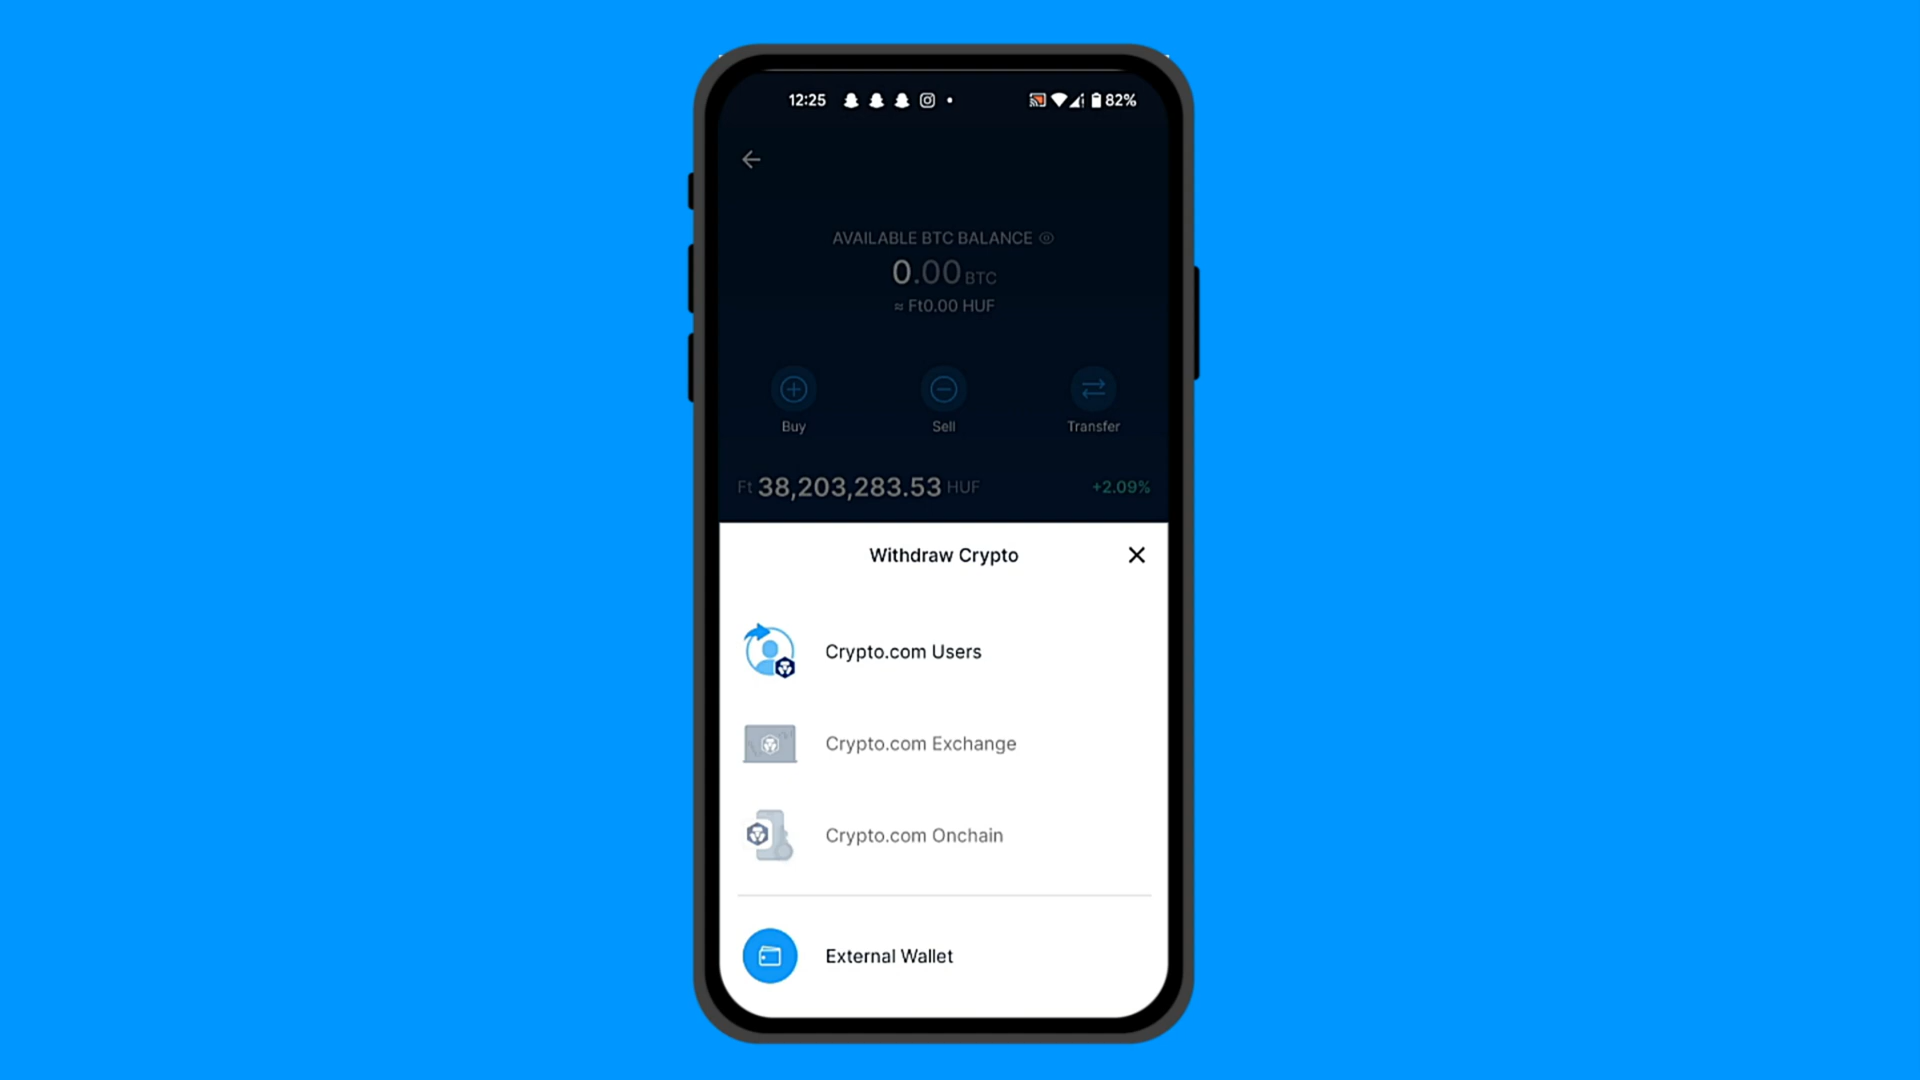 12:25 82%
AVAILABLE BTC BALANCE
0.00 BTC
≈ Ft0.00 HUF
Buy Sell Transfer
Ft 38,203,283.53 HUF +2.09%
Withdraw Crypto
Crypto.com Users
Crypto.com Exchange
Crypto.com Onchain
External Wallet